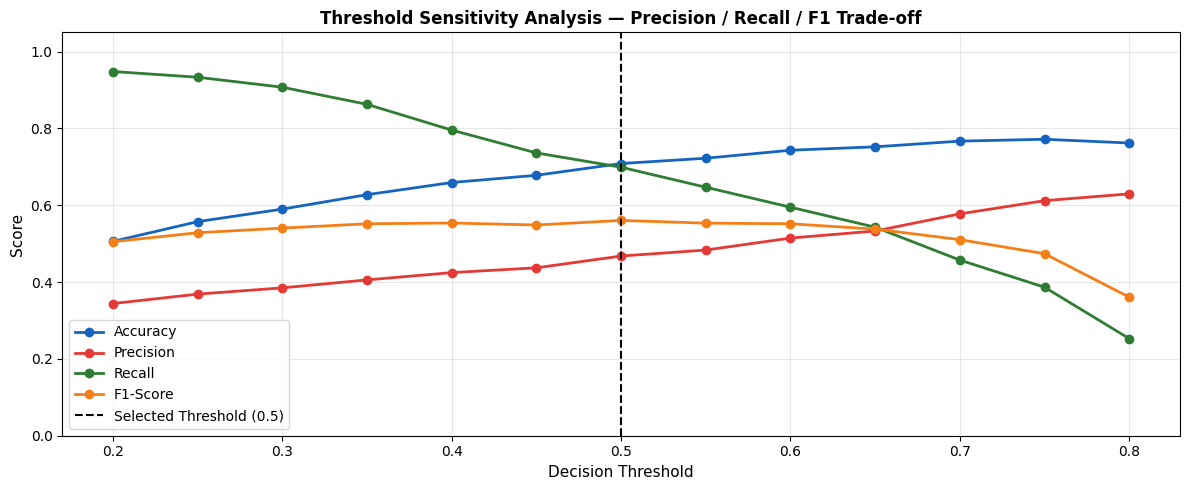 Threshold Sensitivity Analysis — Precision / Recall / F1 Trade-off
Score
1.0
0.8
0.6
0.4
0.2
0.0
Accuracy
Precision
Recall
F1-Score
Selected Threshold (0.5)
0.2 0.3 0.4 0.5 0.6 0.7 0.8
Decision Threshold